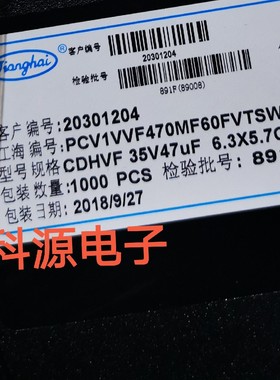 Jianghai
客户编号:
20301204
检验批号:
891F(89008)
客户编号: 20301204
江海编号: PCV1VVF470MF60FVTSW
型号规格: CDHVF 35V47uF 6.3X5.7C
包装数量: 1000 PCS 检验批号: 89
包装日期: 2018/9/27
科源电子